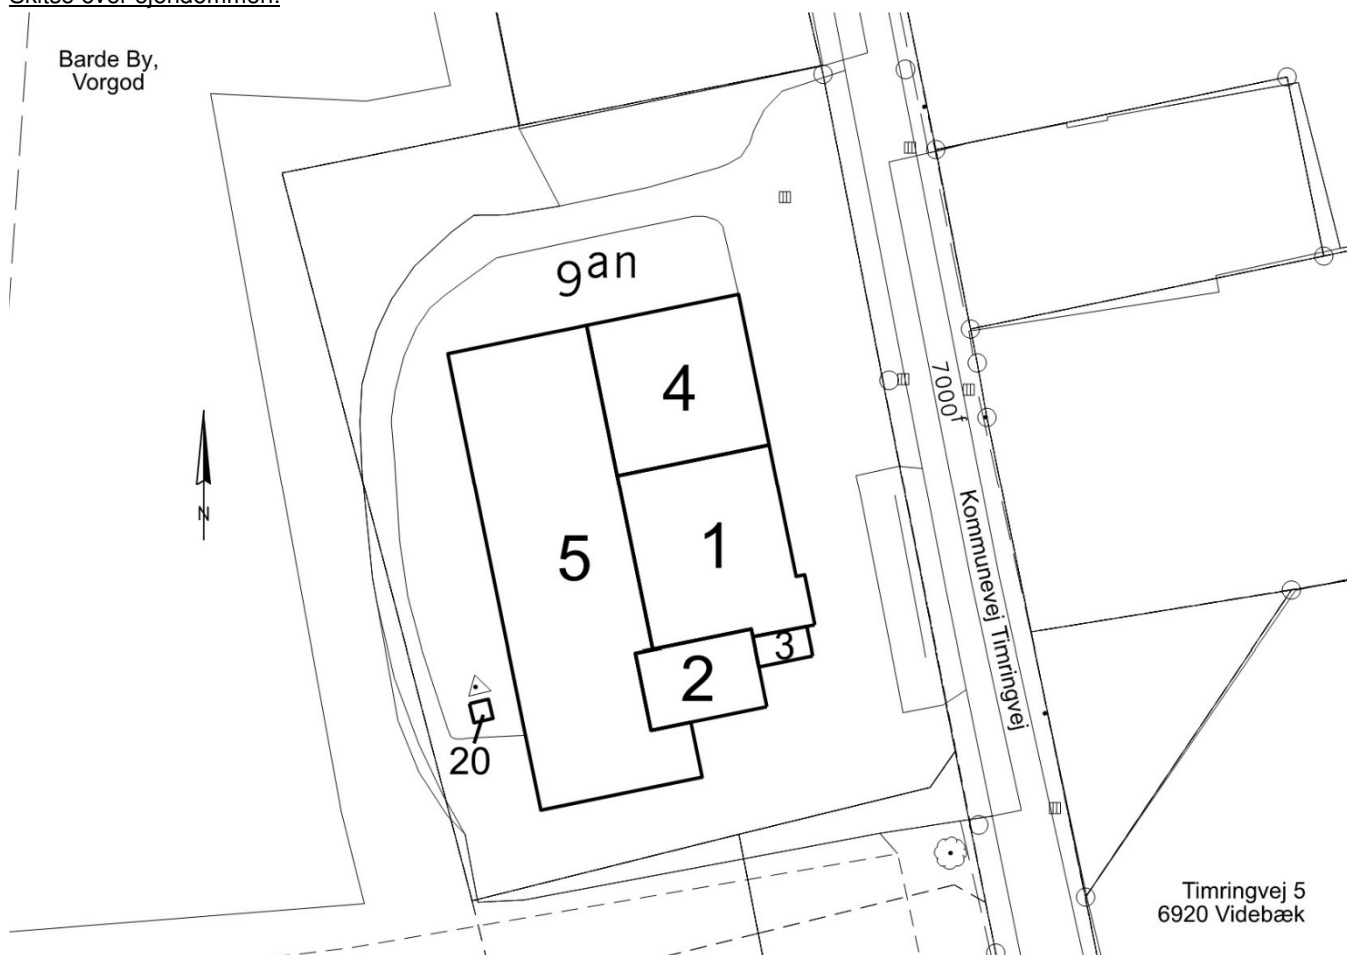 Skitse over ejendommen:
Barde By,
Vorgod
9an
4
7000f
1
5
Kommunevej Timringvej
3
2
20
N
Timringvej 5
6920 Videbæk